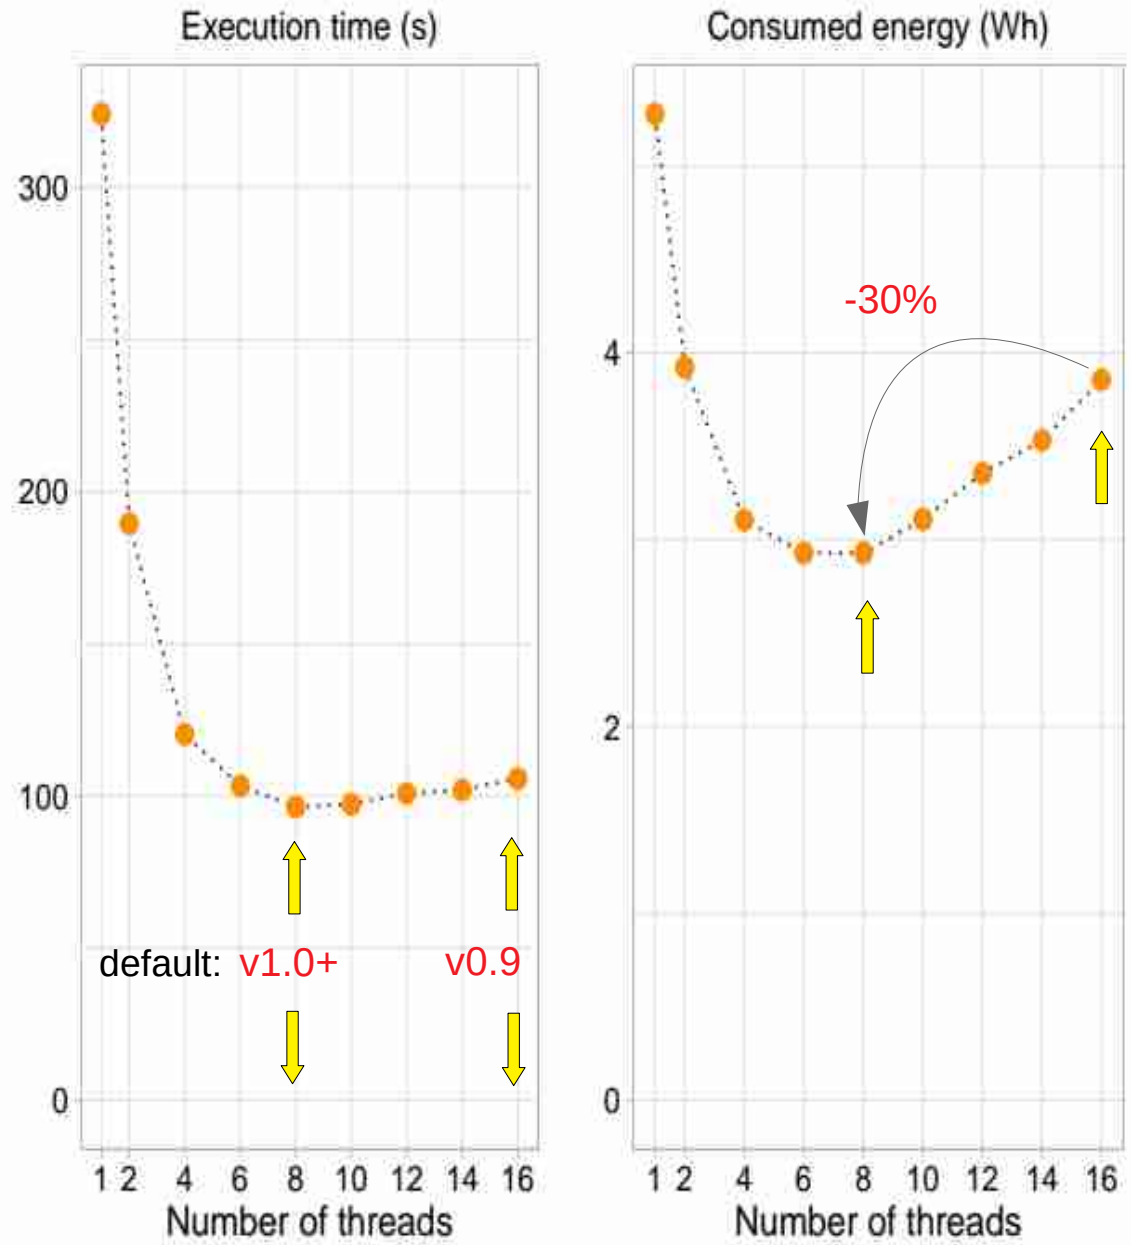 Execution time (s)
300
200
100
0
default: v1.0+ v0.9
1 2 4 6 8 10 12 14 16
Number of threads
Consumed energy (Wh)
-30%
4
2
0
1 2 4 6 8 10 12 14 16
Number of threads